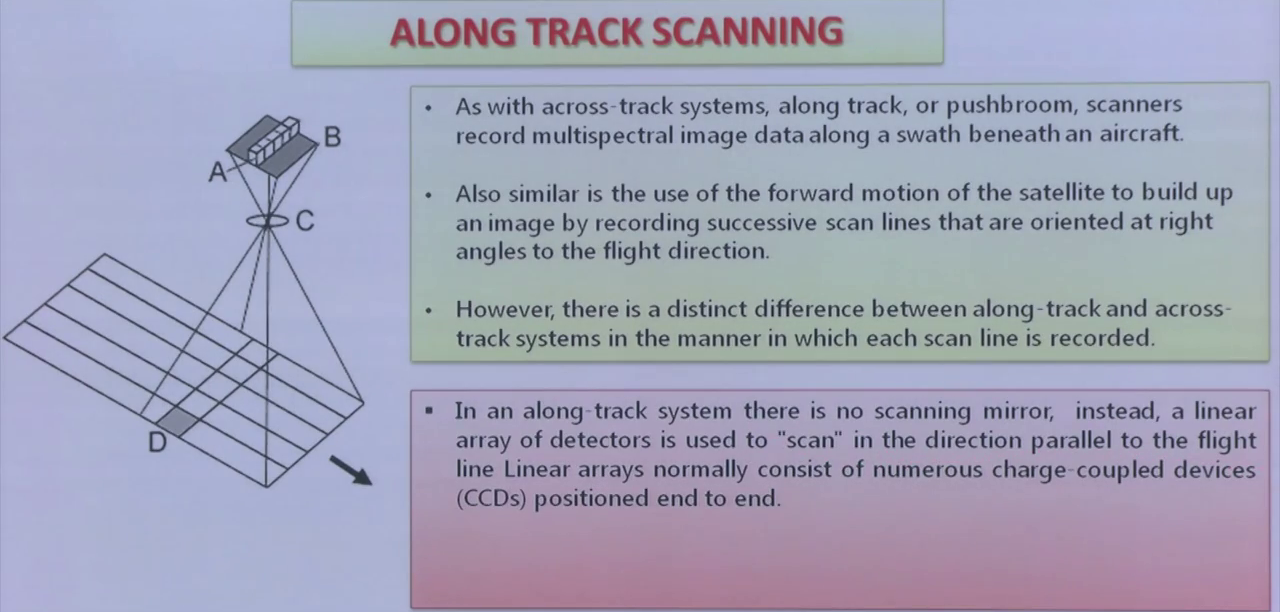 ALONG TRACK SCANNING
• As with across-track systems, along track, or pushbroom, scanners
record multispectral image data along a swath beneath an aircraft.
• Also similar is the use of the forward motion of the satellite to build up
an image by recording successive scan lines that are oriented at right
angles to the flight direction.
• However, there is a distinct difference between along-track and across-
track systems in the manner in which each scan line is recorded.
▪ In an along-track system there is no scanning mirror, instead, a linear
array of detectors is used to "scan" in the direction parallel to the flight
line Linear arrays normally consist of numerous charge-coupled devices
(CCDs) positioned end to end.
B
A
C
D